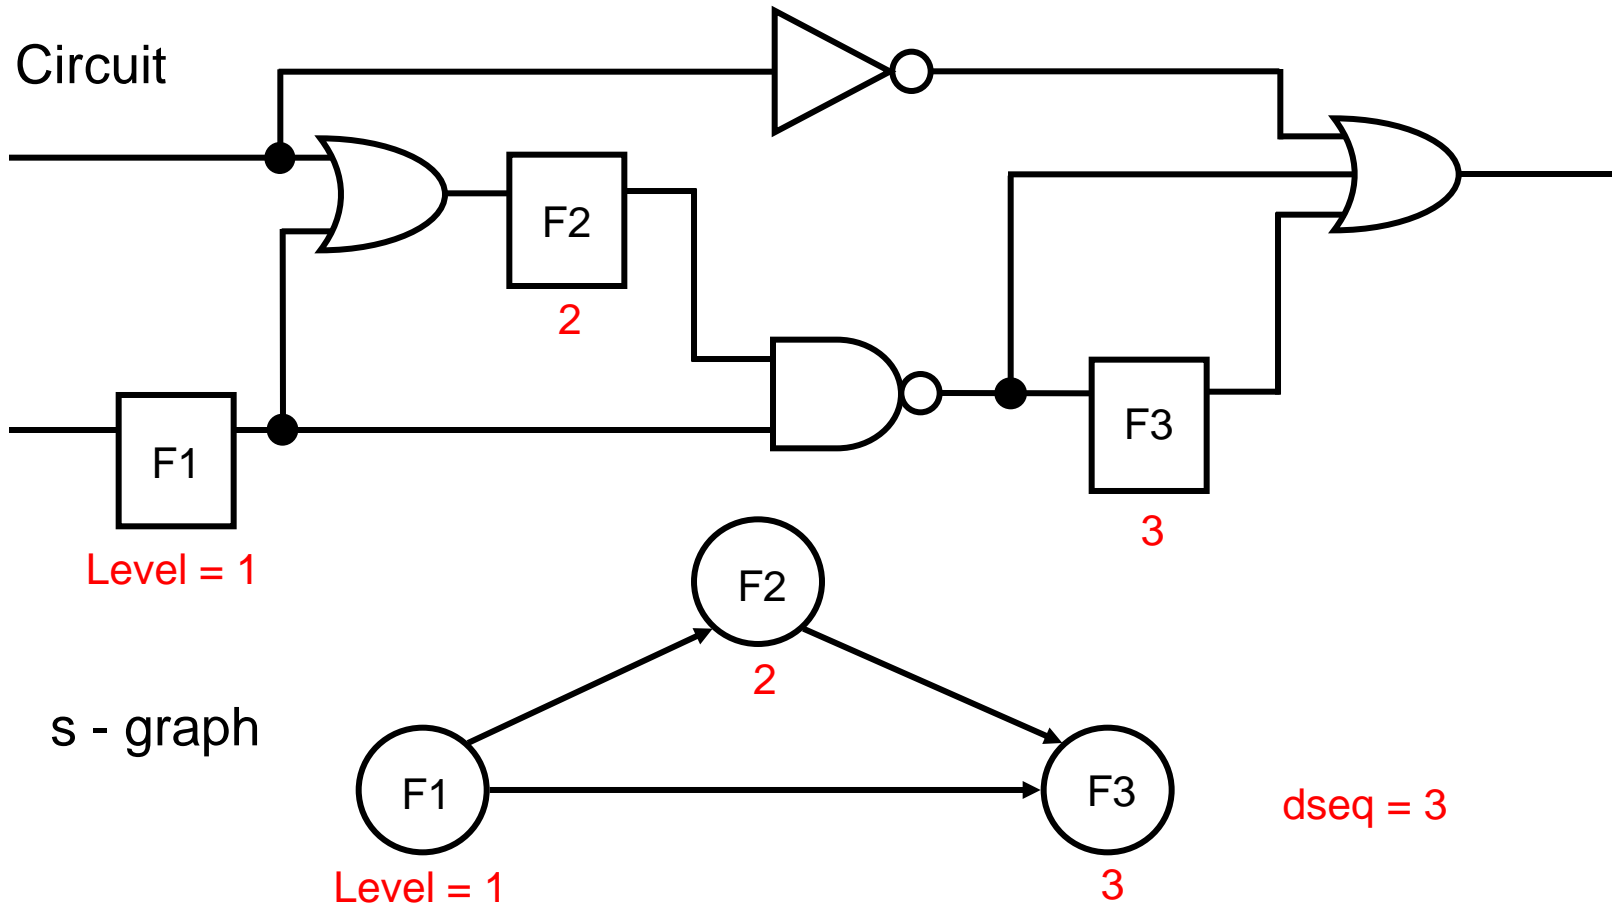 Circuit
F2
2
F1
F3
Level = 1
3
F2
2
s - graph
F1
F3
dseq = 3
Level = 1
3